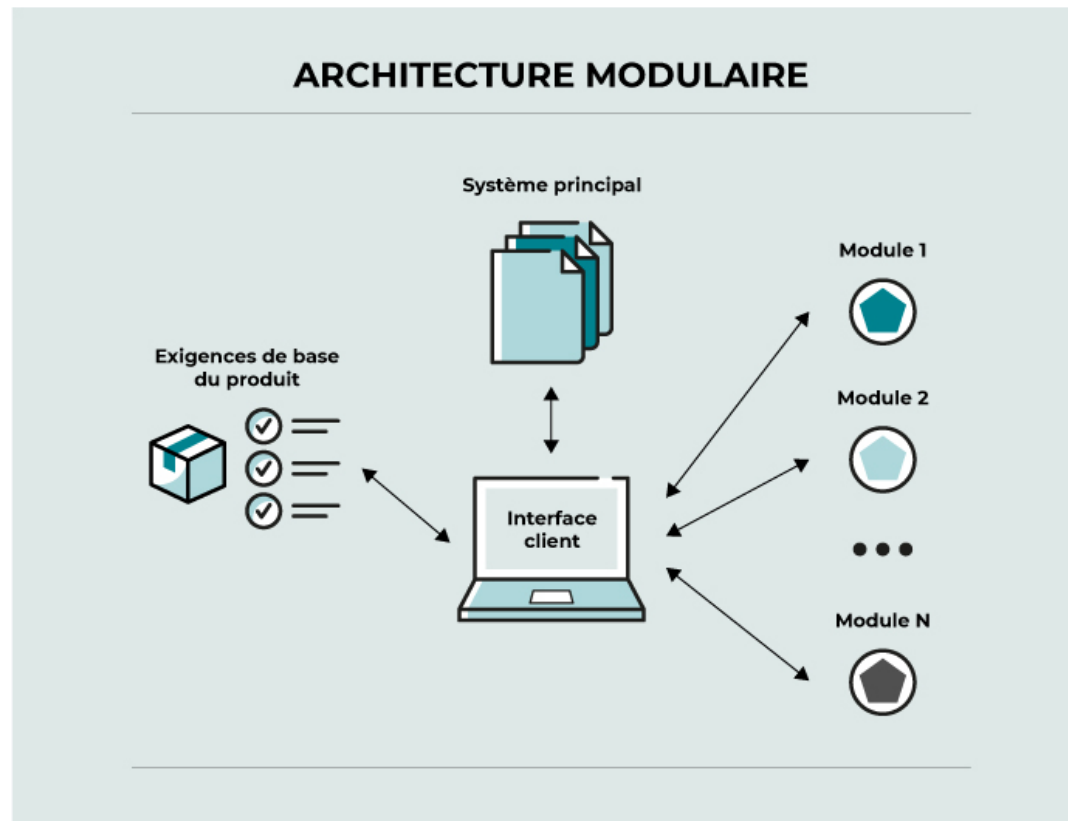 ARCHITECTURE MODULAIRE
Système principal
Module 1
Exigences de base
du produit
Module 2
Interface
client
Module N